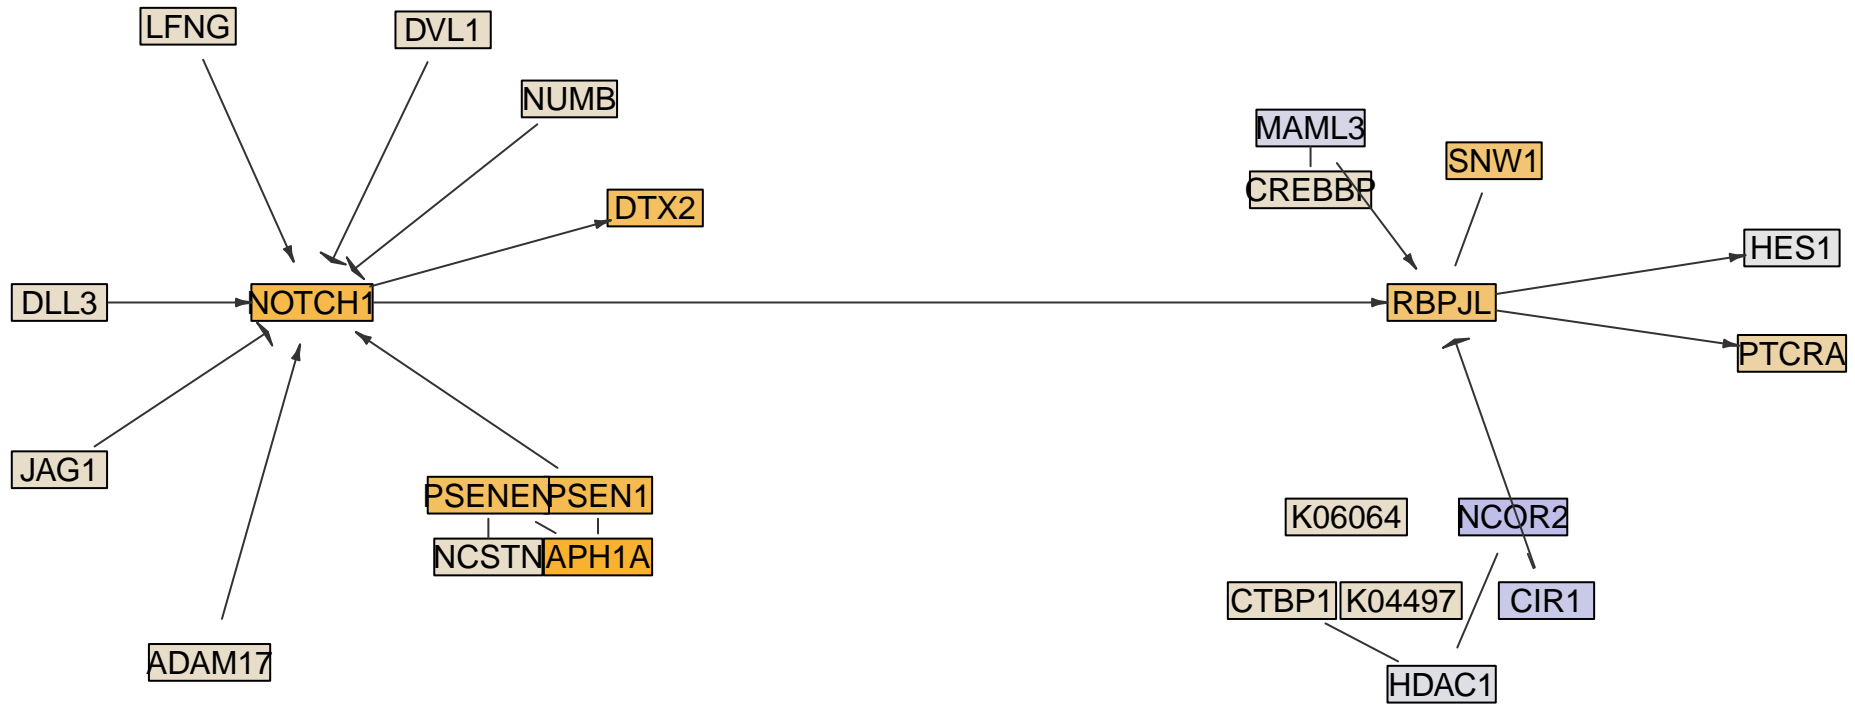 LFNG
DVL1
NUMB
MAML3
SNW1
CREBBP
DTX2
HES1
DLL3
NOTCH1
RBPJL
PTCRA
JAG1
PSENEN
PSEN1
K06064
NCOR2
NCSTN
APH1A
CTBP1
K04497
CIR1
ADAM17
HDAC1